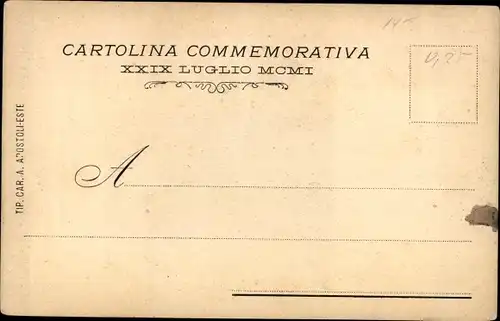 CARTOLINA COMMEMORATIVA
XXIX LUGLIO MCMI
A
TIP. CAR. A. APOSTOLI-ESTE